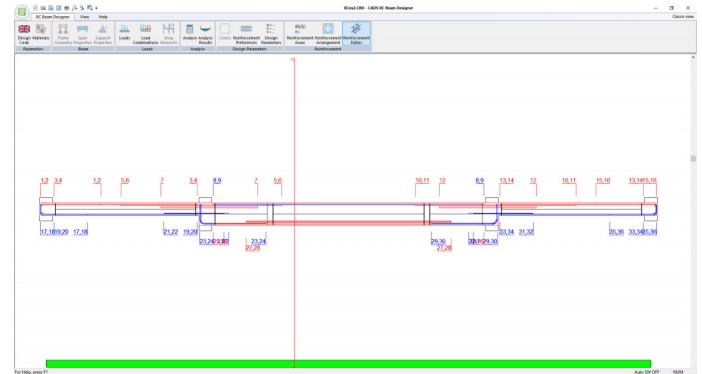 RCex2.CBD - CADS RC Beam Designer
RC Beam Designer View Help Classic view
Design Code Materials Frame Geometry Span Properties Support Properties Loads Load Combinations Swap Elements Analyse Analysis Results Covers Reinforcement Preferences Design Parameters Reinforcement Areas Reinforcement Arrangement Reinforcement Editor
Parameters Beam Loads Analysis Design Parameters Reinforcement
1,2 3,4 1,2 5,6 7 3,4 8,9 7 5,6 10,11 12 8,9 13,14 12 10,11 15,16 13,14 15,16
17,18 19,20 17,18 21,22 19,20 33,34 31,32 35,36 33,34 35,36
23,24 23,24 29,30 29,30
27,28 27,28
For Help, press F1 Auto SW OFF NUM